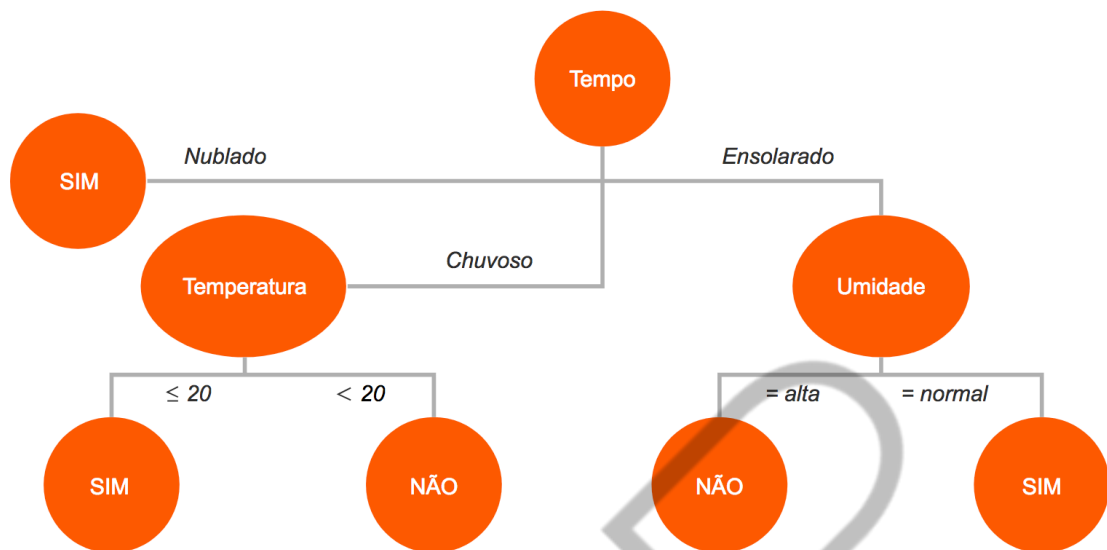 Tempo
Nublado
Ensolarado
SIM
Chuvoso
Temperatura
Umidade
≤ 20
< 20
= alta
= normal
SIM
NÃO
NÃO
SIM